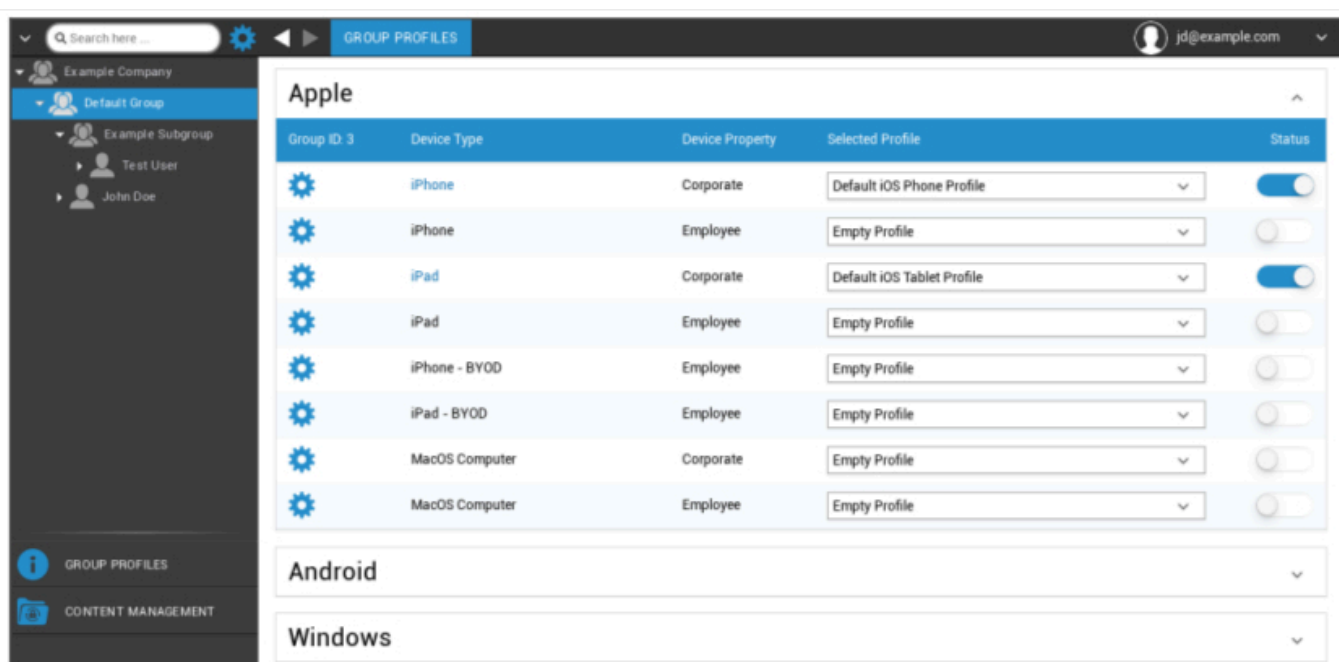 Search here ...
GROUP PROFILES
jd@example.com
Example Company
Default Group
Example Subgroup
Test User
John Doe
GROUP PROFILES
CONTENT MANAGEMENT
Apple
Group ID: 3 Device Type Device Property Selected Profile Status
iPhone Corporate Default iOS Phone Profile
iPhone Employee Empty Profile
iPad Corporate Default iOS Tablet Profile
iPad Employee Empty Profile
iPhone - BYOD Employee Empty Profile
iPad - BYOD Employee Empty Profile
MacOS Computer Corporate Empty Profile
MacOS Computer Employee Empty Profile
Android
Windows